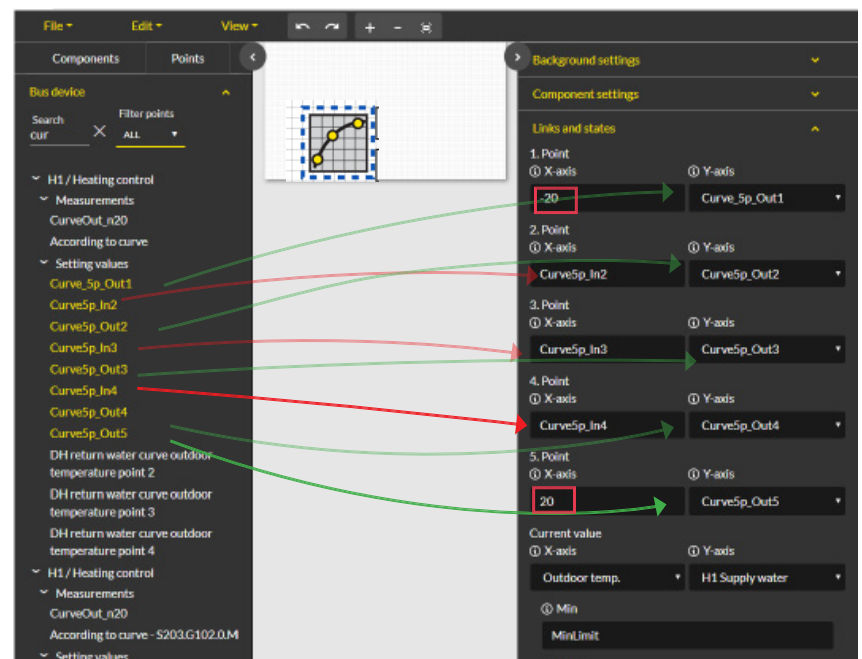 File Edit View
Components Points
Bus device
Search Filter points
cur ALL
H1 / Heating control
Measurements
CurveOut_n20
According to curve
Setting values
Curve_5p_Out1
Curve5p_In2
Curve5p_Out2
Curve5p_In3
Curve5p_Out3
Curve5p_In4
Curve5p_Out4
Curve5p_Out5
DH return water curve outdoor
temperature point 2
DH return water curve outdoor
temperature point 3
DH return water curve outdoor
temperature point 4
H1 / Heating control
Measurements
CurveOut_n20
According to curve - S203.G102.0.M
Setting values
Background settings
Component settings
Links and states
1. Point
X-axis Y-axis
-20 Curve_5p_Out1
2. Point
X-axis Y-axis
Curve5p_In2 Curve5p_Out2
3. Point
X-axis Y-axis
Curve5p_In3 Curve5p_Out3
4. Point
X-axis Y-axis
Curve5p_In4 Curve5p_Out4
5. Point
X-axis Y-axis
20 Curve5p_Out5
Current value
X-axis Y-axis
Outdoor temp. H1 Supply water
Min
MinLimit